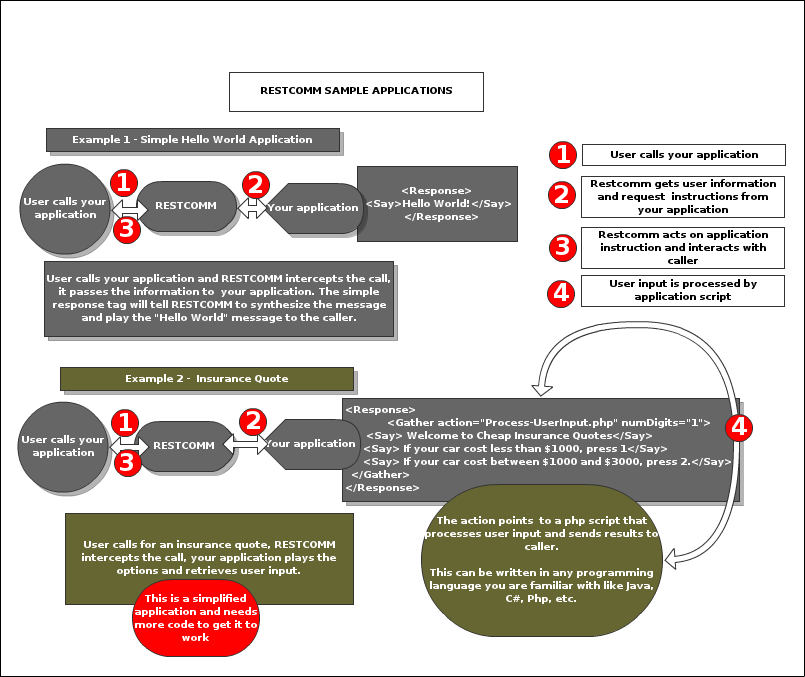 RESTCOMM SAMPLE APPLICATIONS
Example 1 - Simple Hello World Application
User calls your
application
1
3
RESTCOMM
2
Your application
<Response>
<Say>Hello World!</Say>
</Response>
1
User calls your application
2
Restcomm gets user information
and request  instructions from
your application
3
Restcomm acts on application
instruction and interacts with
caller
4
User input is processed by
application script
User calls your application and RESTCOMM intercepts the call,
it passes the information to  your application. The simple
response tag will tell RESTCOMM to synthesize the message
and play the "Hello World" message to the caller.
Example 2 -  Insurance Quote
User calls your
application
1
3
RESTCOMM
2
Your application
<Response>
<Gather action="Process-UserInput.php" numDigits="1">
<Say> Welcome to Cheap Insurance Quotes</Say>
<Say> If your car cost less than $1000, press 1</Say>
<Say> If your car cost between $1000 and $3000, press 2.</Say>
</Gather>
</Response>
4
User calls for an insurance quote, RESTCOMM
intercepts the call, your application plays the
options and retrieves user input.
This is a simplified
application and needs
more code to get it to
work
The action points  to a php script that
processes user input and sends results to
caller.
This can be written in any programming
language you are familiar with like Java,
C#, Php, etc.